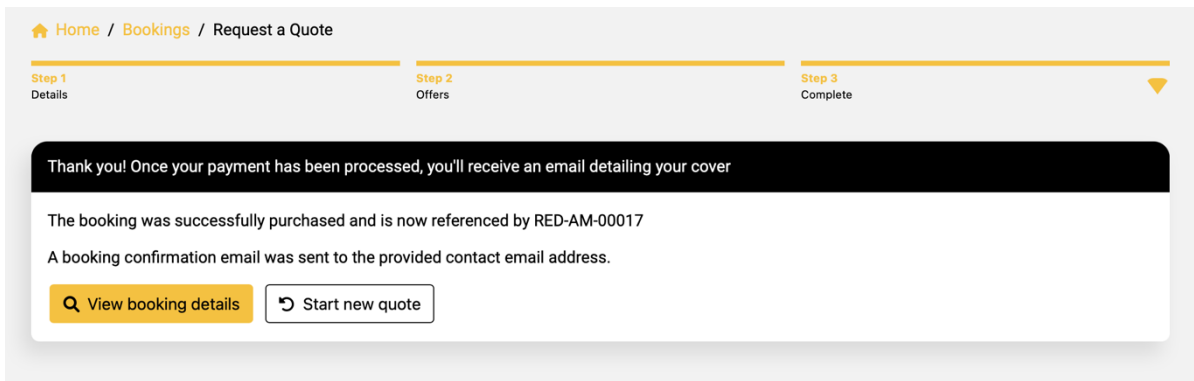 Home / Bookings / Request a Quote
Step 1
Details
Step 2
Offers
Step 3
Complete
Thank you! Once your payment has been processed, you'll receive an email detailing your cover
The booking was successfully purchased and is now referenced by RED-AM-00017
A booking confirmation email was sent to the provided contact email address.
View booking details
Start new quote